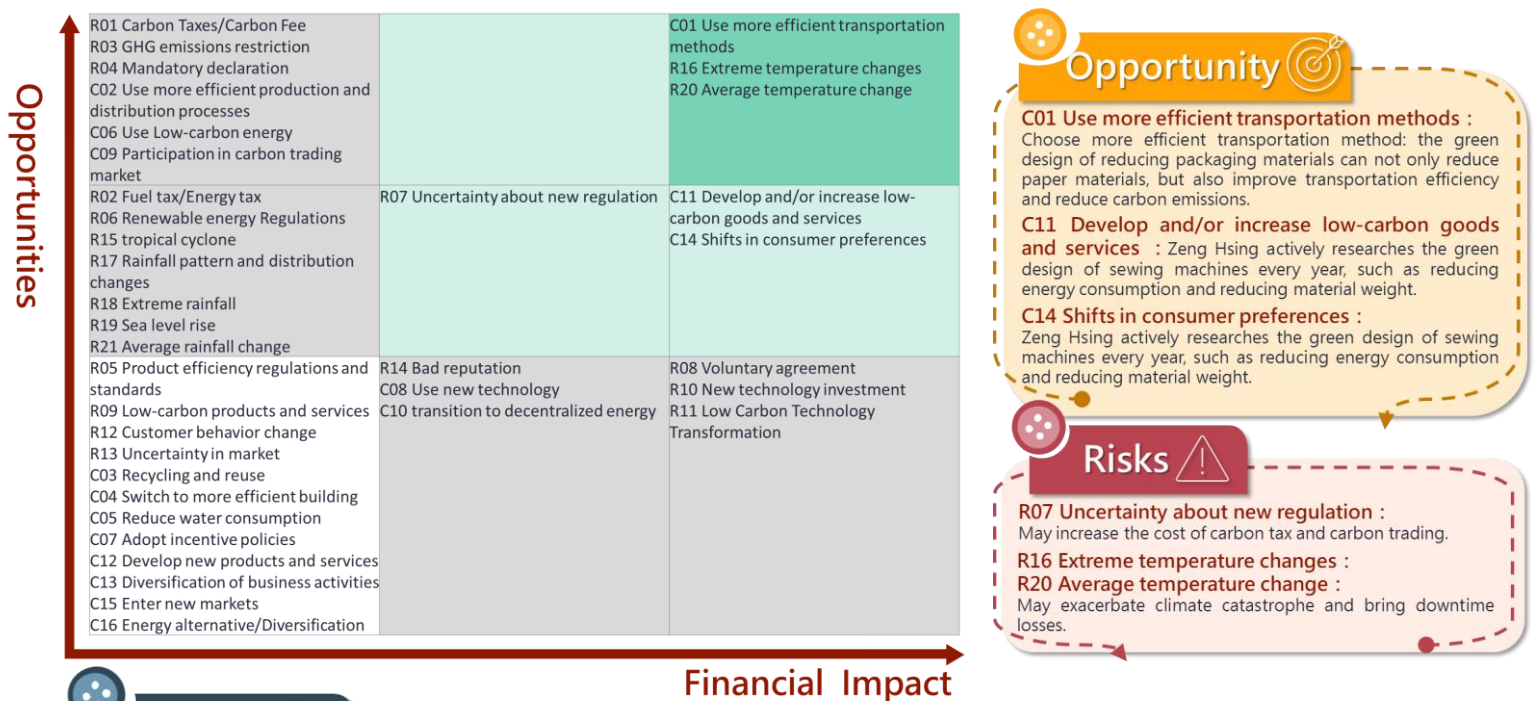 Opportunities
R01 Carbon Taxes/Carbon Fee
R03 GHG emissions restriction
R04 Mandatory declaration
C02 Use more efficient production and
distribution processes
C06 Use Low-carbon energy
C09 Participation in carbon trading
market
C01 Use more efficient transportation
methods
R16 Extreme temperature changes
R20 Average temperature change
R02 Fuel tax/Energy tax
R06 Renewable energy Regulations
R15 tropical cyclone
R17 Rainfall pattern and distribution
changes
R18 Extreme rainfall
R19 Sea level rise
R21 Average rainfall change
R07 Uncertainty about new regulation
C11 Develop and/or increase low-
carbon goods and services
C14 Shifts in consumer preferences
R05 Product efficiency regulations and
standards
R09 Low-carbon products and services
R12 Customer behavior change
R13 Uncertainty in market
C03 Recycling and reuse
C04 Switch to more efficient building
C05 Reduce water consumption
C07 Adopt incentive policies
C12 Develop new products and services
C13 Diversification of business activities
C15 Enter new markets
C16 Energy alternative/Diversification
R14 Bad reputation
C08 Use new technology
C10 transition to decentralized energy
R08 Voluntary agreement
R10 New technology investment
R11 Low Carbon Technology
Transformation
Financial Impact
Opportunity
C01 Use more efficient transportation methods：
Choose more efficient transportation method: the green
design of reducing packaging materials can not only reduce
paper materials, but also improve transportation efficiency
and reduce carbon emissions.
C11 Develop and/or increase low-carbon goods
and services：Zeng Hsing actively researches the green
design of sewing machines every year, such as reducing
energy consumption and reducing material weight.
C14 Shifts in consumer preferences：
Zeng Hsing actively researches the green design of sewing
machines every year, such as reducing energy consumption
and reducing material weight.
Risks
R07 Uncertainty about new regulation：
May increase the cost of carbon tax and carbon trading.
R16 Extreme temperature changes：
R20 Average temperature change：
May exacerbate climate catastrophe and bring downtime
losses.